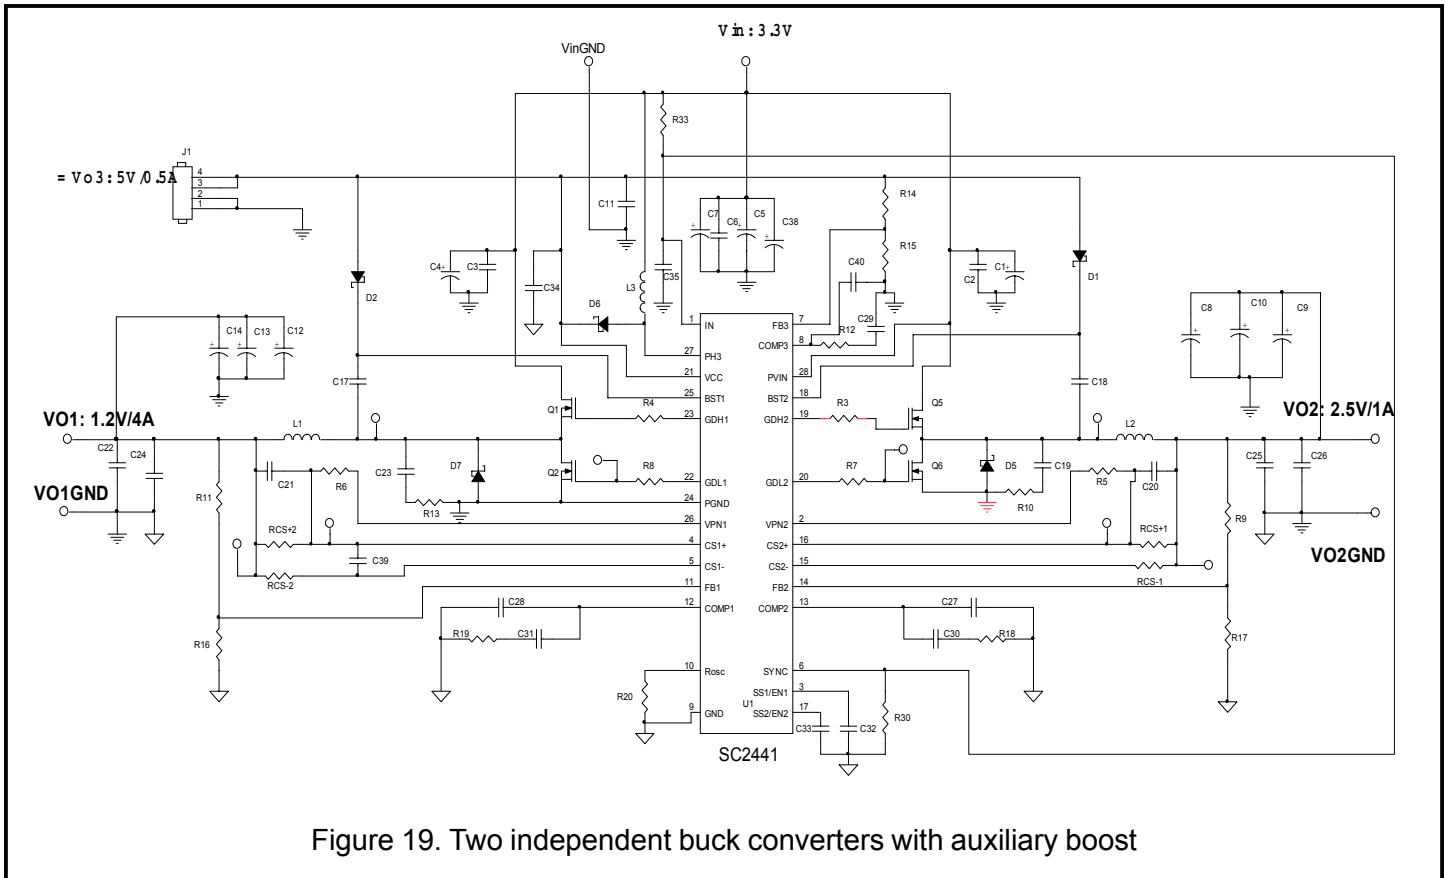 Vin: 3.3V
VinGND
R33
J1
= Vo3: 5V/0.5A
4
3
2
1
C11
R14
C7
C6
C5
C38
R15
C4
C3
C34
L3
C35
C40
C2
C1
D1
D2
D6
C29
R12
C8
C10
C9
C14
C13
C12
1
IN
27
PH3
21
VCC
25
BST1
23
GDH1
22
GDL1
24
PGND
26
VPN1
4
CS1+
5
CS1-
11
FB1
12
COMP1
10
Rosc
9
GND
FB3
7
COMP3
8
PVIN
28
BST2
18
GDH2
19
GDL2
20
VPN2
2
CS2+
16
CS2-
15
FB2
14
COMP2
13
SYNC
6
SS1/EN1
3
SS2/EN2
17
U1
SC2441
C17
C18
Q1
R4
R3
Q5
VO1: 1.2V/4A
L1
L2
VO2: 2.5V/1A
C22
C24
C21
R6
C23
D7
Q2
R8
R7
Q6
D5
C19
R5
C20
C25
C26
VO1GND
R11
R13
R10
R9
RCS+2
RCS+1
VO2GND
RCS-2
C39
RCS-1
C28
C27
R19
C31
C30
R18
R16
R17
R20
R30
C33
C32
Figure 19. Two independent buck converters with auxiliary boost